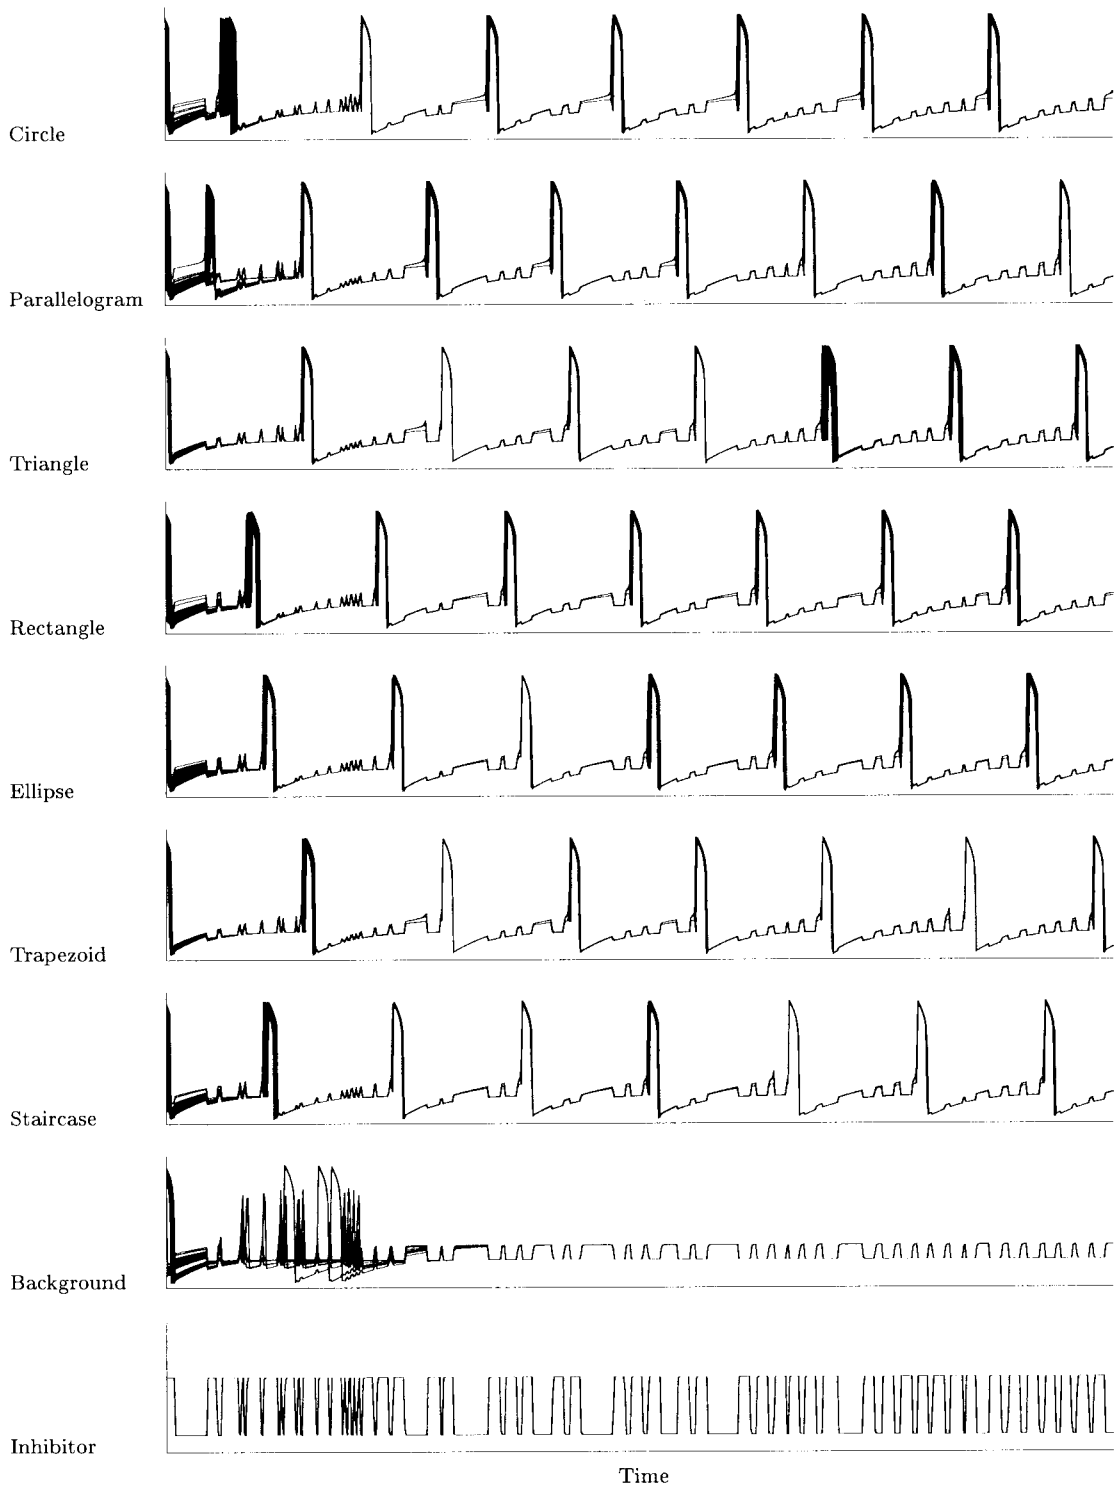 Circle
Parallelogram
Triangle
Rectangle
Ellipse
Trapezoid
Staircase
Background
Inhibitor
Time